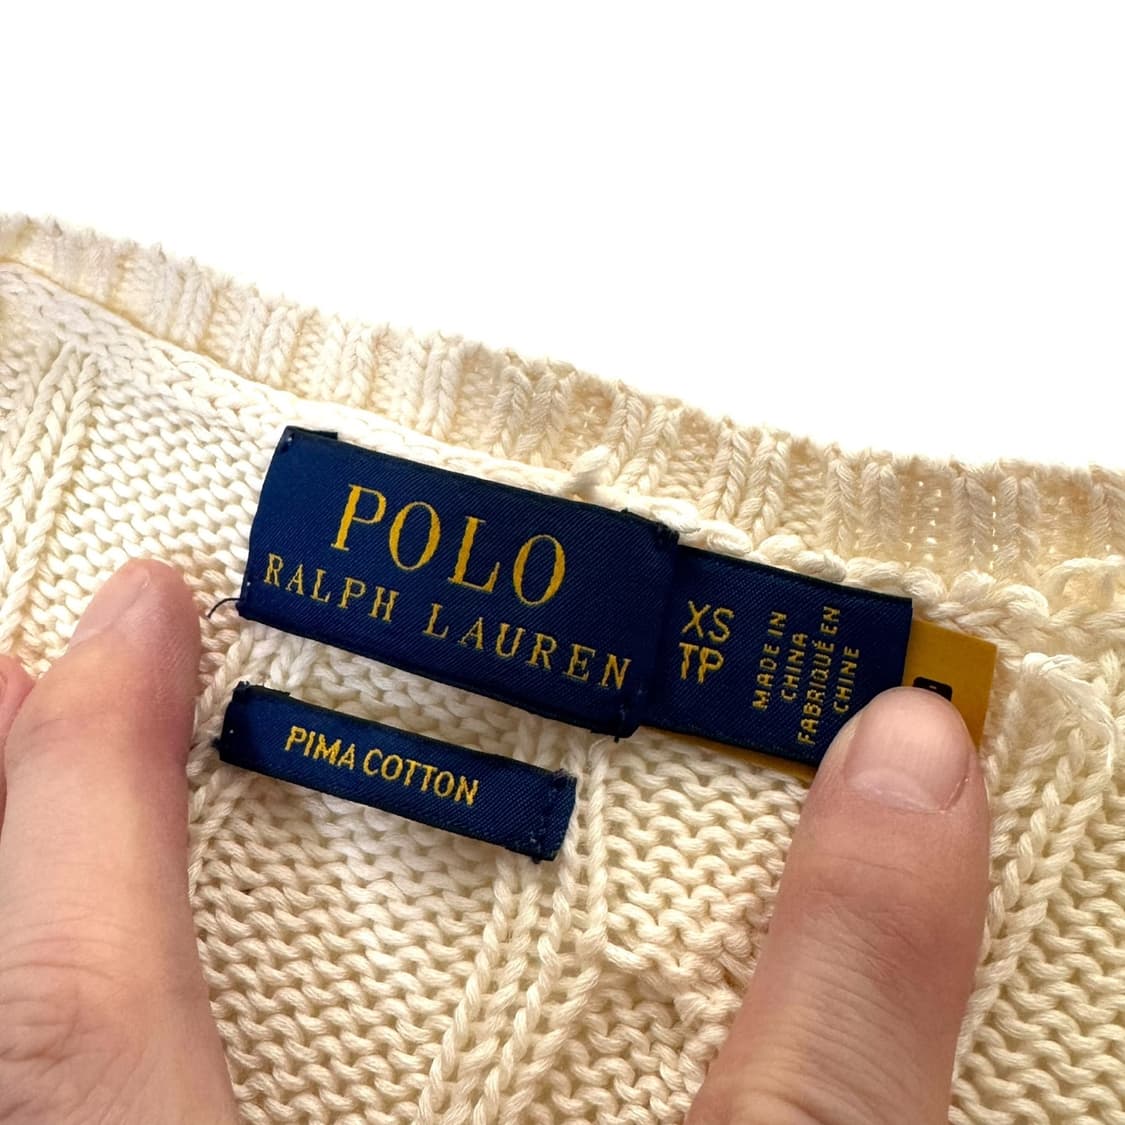 POLO
RALPH LAUREN
XS
TP
MADE IN
CHINA
FABRIQUÉ EN
CHINE
PIMA COTTON